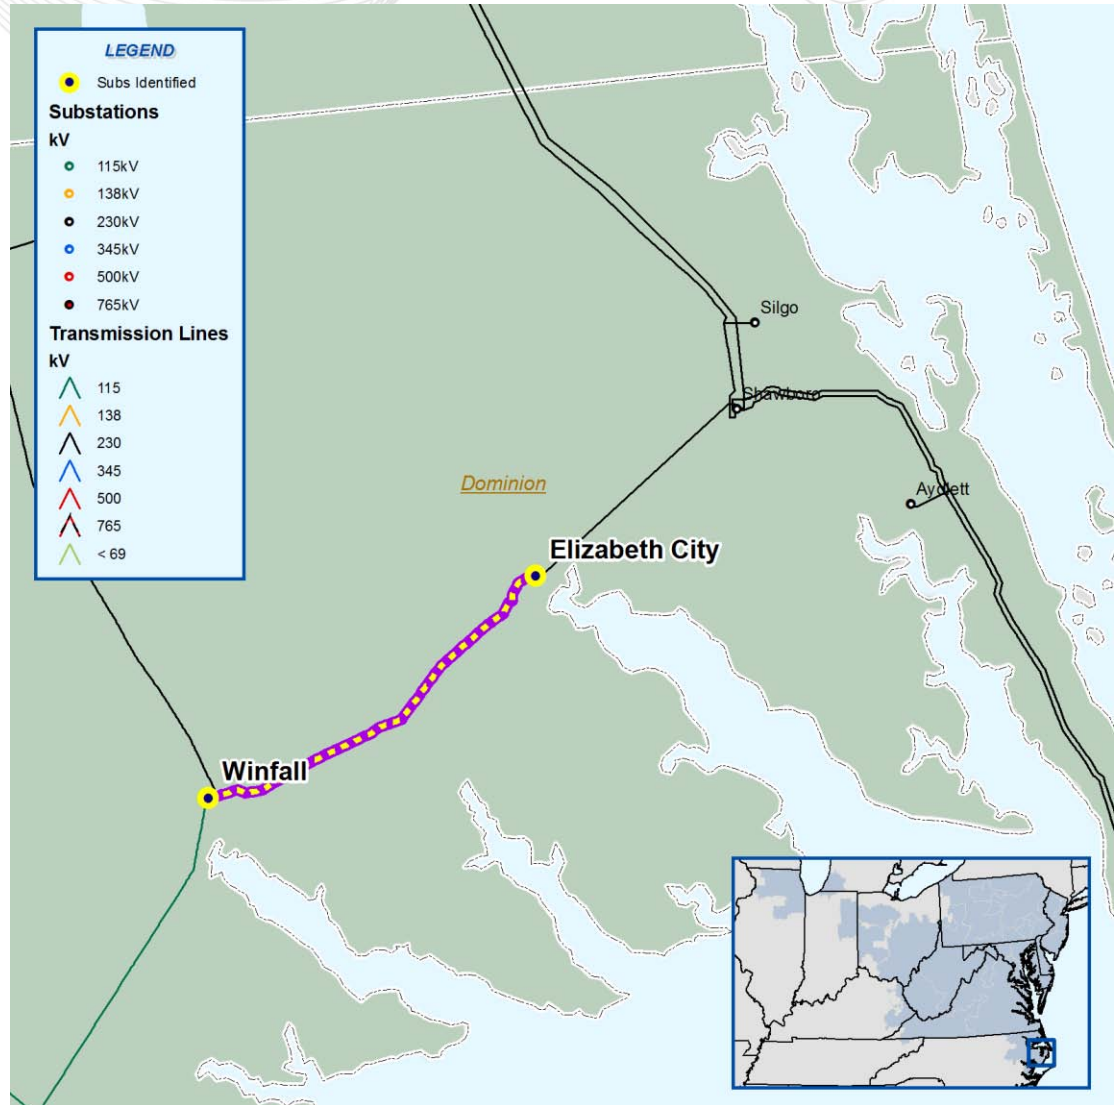 LEGEND
Subs Identified
Substations
kV
115kV
138kV
230kV
345kV
500kV
765kV
Transmission Lines
kV
115
138
230
345
500
765
< 69
Silgo
Shawboro
Dominion
Aydlett
Elizabeth City
Winfall